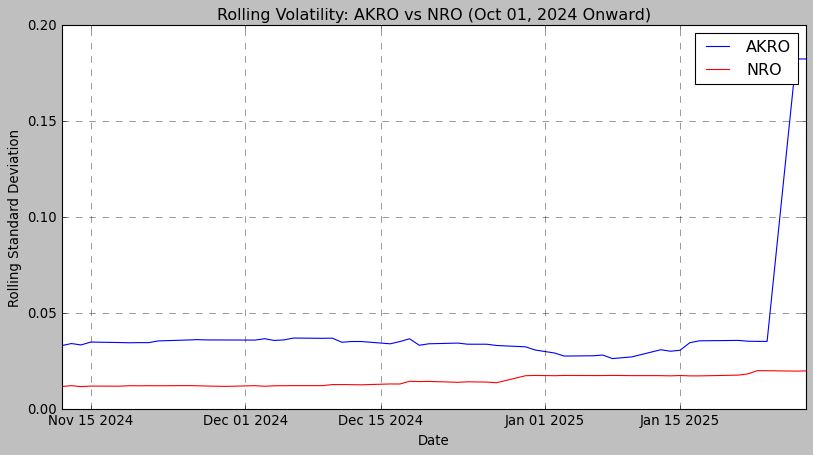 Rolling Volatility: AKRO vs NRO (Oct 01, 2024 Onward)
0.20
AKRO
NRO
0.15
0.10
0.05
0.00
Rolling Standard Deviation
Nov 15 2024 Dec 01 2024 Dec 15 2024 Jan 01 2025 Jan 15 2025
Date